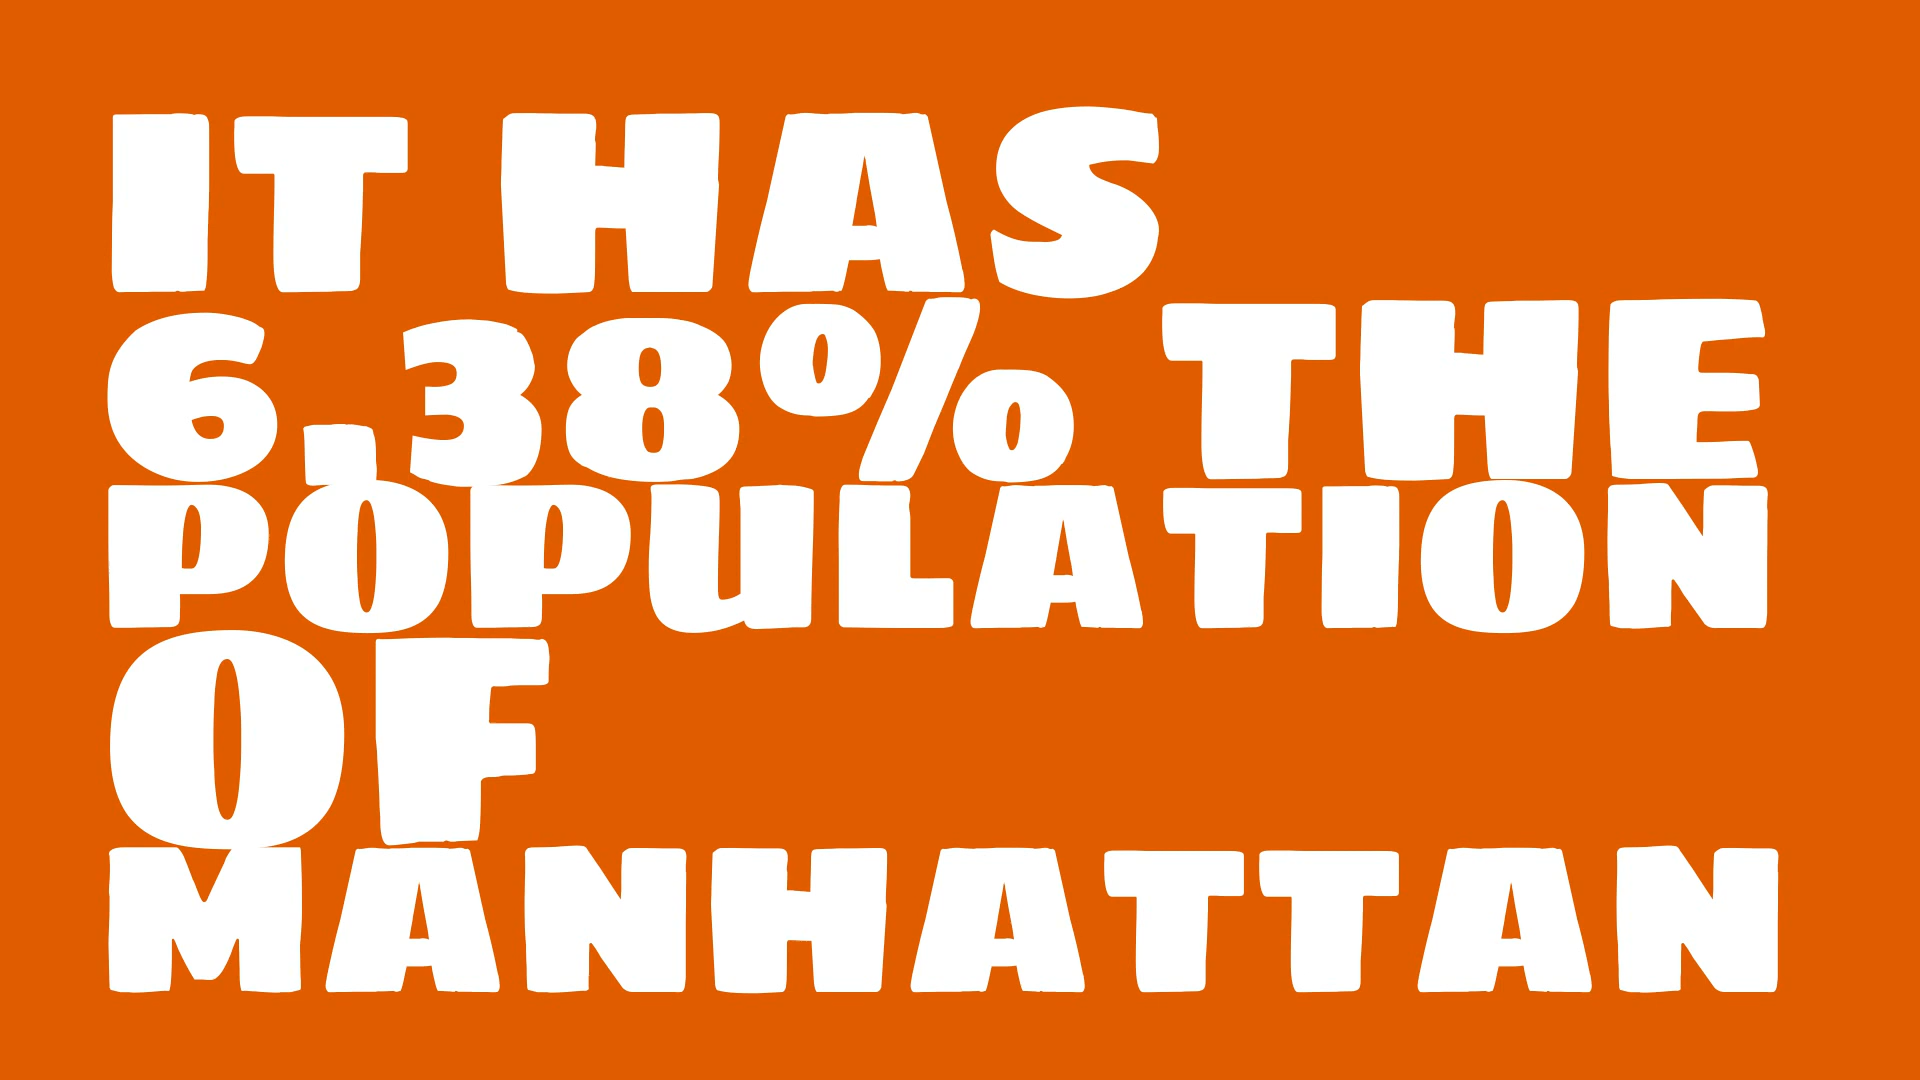 IT HAS
6,38% THE
POPULATION
OF
MANHATTAN